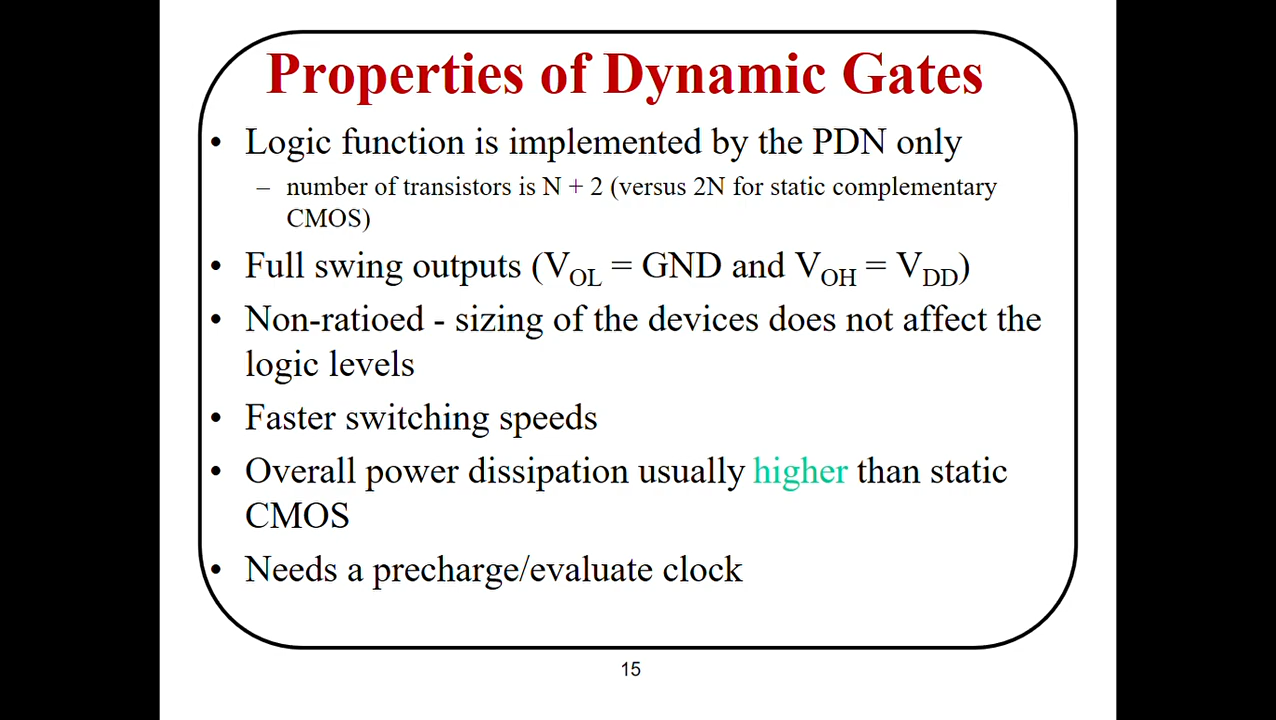 Properties of Dynamic Gates
• Logic function is implemented by the PDN only
– number of transistors is N + 2 (versus 2N for static complementary
CMOS)
• Full swing outputs (VOL = GND and VOH = VDD)
• Non-ratioed - sizing of the devices does not affect the
logic levels
• Faster switching speeds
• Overall power dissipation usually higher than static
CMOS
• Needs a precharge/evaluate clock
15